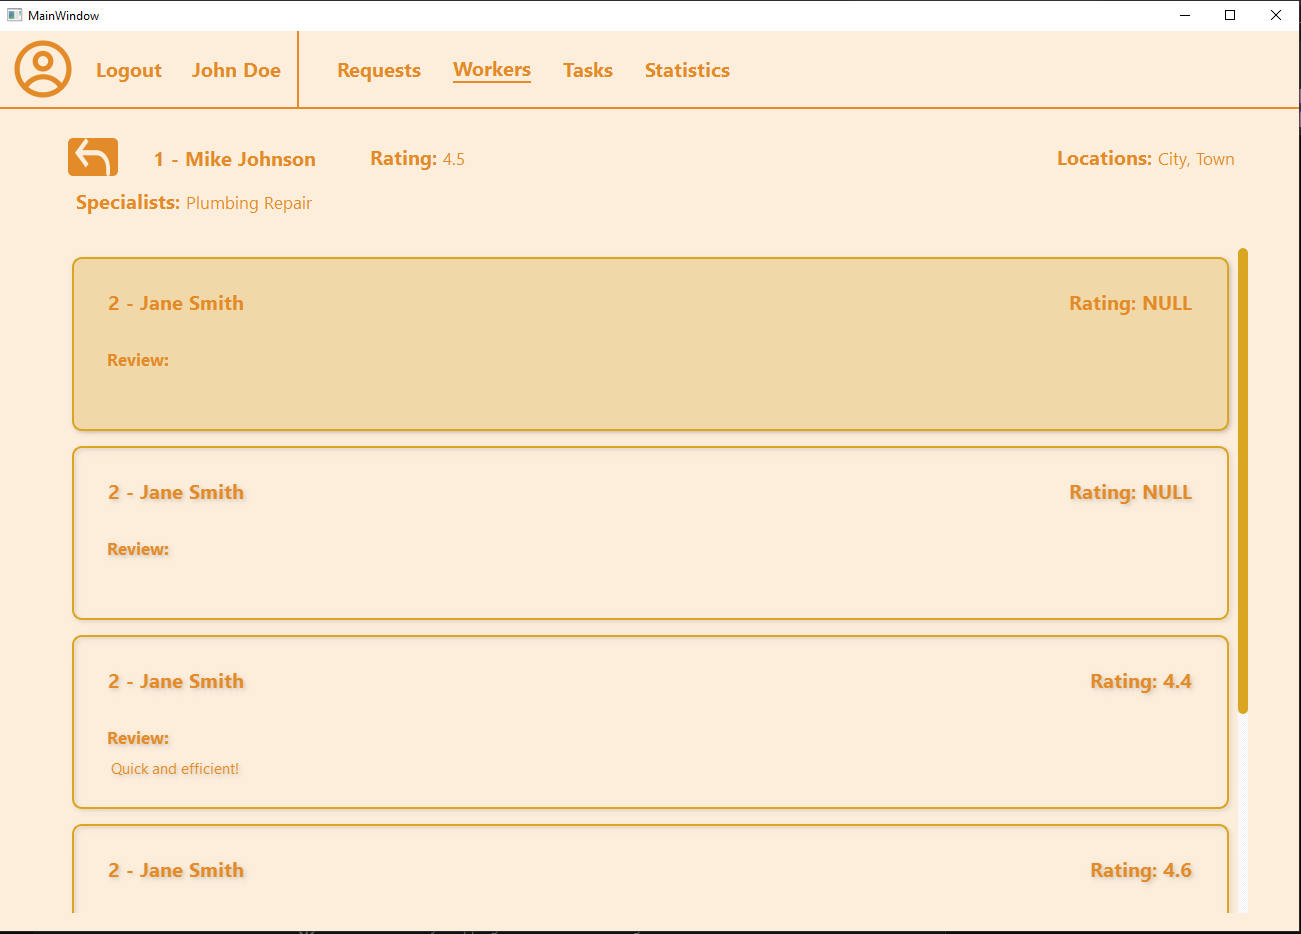 MainWindow
Logout John Doe Requests Workers Tasks Statistics
1 - Mike Johnson Rating: 4.5 Locations: City, Town
Specialists: Plumbing Repair
2 - Jane Smith Rating: NULL
Review:
2 - Jane Smith Rating: NULL
Review:
2 - Jane Smith Rating: 4.4
Review:
Quick and efficient!
2 - Jane Smith Rating: 4.6